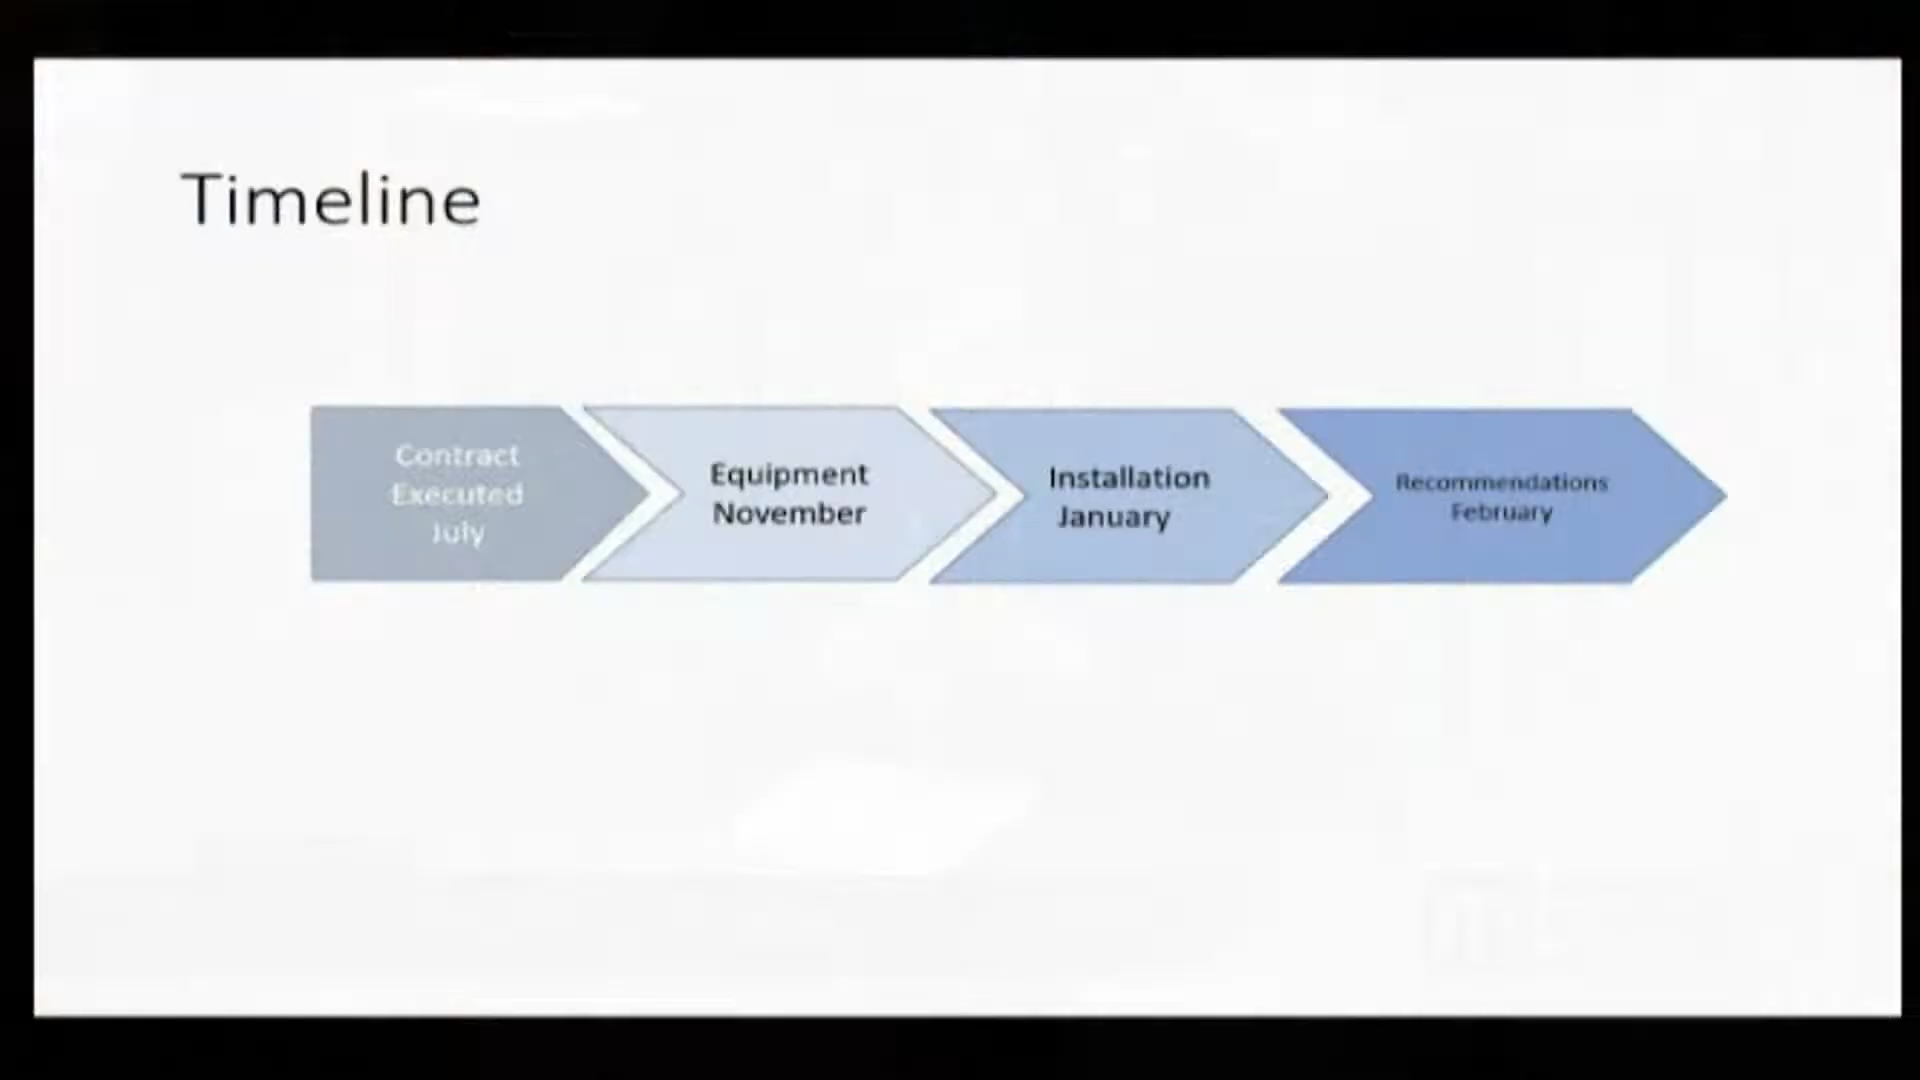 Timeline
Contract
Executed
July
Equipment
November
Installation
January
Recommendations
February